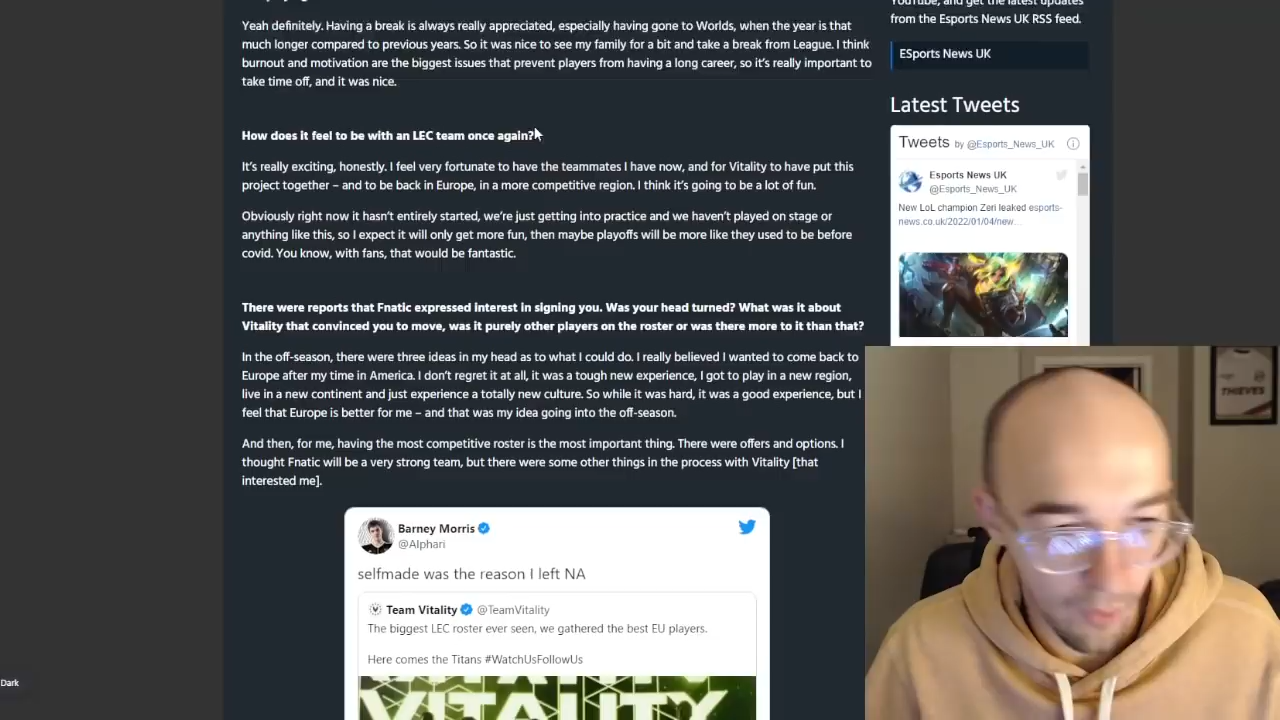 Yeah definitely. Having a break is always really appreciated, especially having gone to Worlds, when the year is that
much longer compared to previous years. So it was nice to see my family for a bit and take a break from League. I think
burnout and motivation are the biggest issues that prevent players from having a long career, so it's really important to
take time off, and it was nice.
How does it feel to be with an LEC team once again?
It's really exciting, honestly. I feel very fortunate to have the teammates I have now, and for Vitality to have put this
project together – and to be back in Europe, in a more competitive region. I think it's going to be a lot of fun.
Obviously right now it hasn't entirely started, we're just getting into practice and we haven't played on stage or
anything like this, so I expect it will only get more fun, then maybe playoffs will be more like they used to be before
covid. You know, with fans, that would be fantastic.
There were reports that Fnatic expressed interest in signing you. Was your head turned? What was it about
Vitality that convinced you to move, was it purely other players on the roster or was there more to it than that?
In the off-season, there were three ideas in my head as to what I could do. I really believed I wanted to come back to
Europe after my time in America. I don't regret it at all, it was a tough new experience, I got to play in a new region,
live in a new continent and just experience a totally new culture. So while it was hard, it was a good experience, but I
feel that Europe is better for me – and that was my idea going into the off-season.
And then, for me, having the most competitive roster is the most important thing. There were offers and options. I
thought Fnatic will be a very strong team, but there were some other things in the process with Vitality [that
interested me].
Barney Morris
@Alphari
selfmade was the reason I left NA
Team Vitality @TeamVitality
The biggest LEC roster ever seen, we gathered the best EU players.
Here comes the Titans #WatchUsFollowUs
VITALITY
YouTube, and get the latest updates
from the Esports News UK RSS feed.
ESports News UK
Latest Tweets
Tweets by @Esports_News_UK
Esports News UK
@Esports_News_UK
New LoL champion Zeri leaked esports-
news.co.uk/2022/01/04/new…
THIEVES
Dark